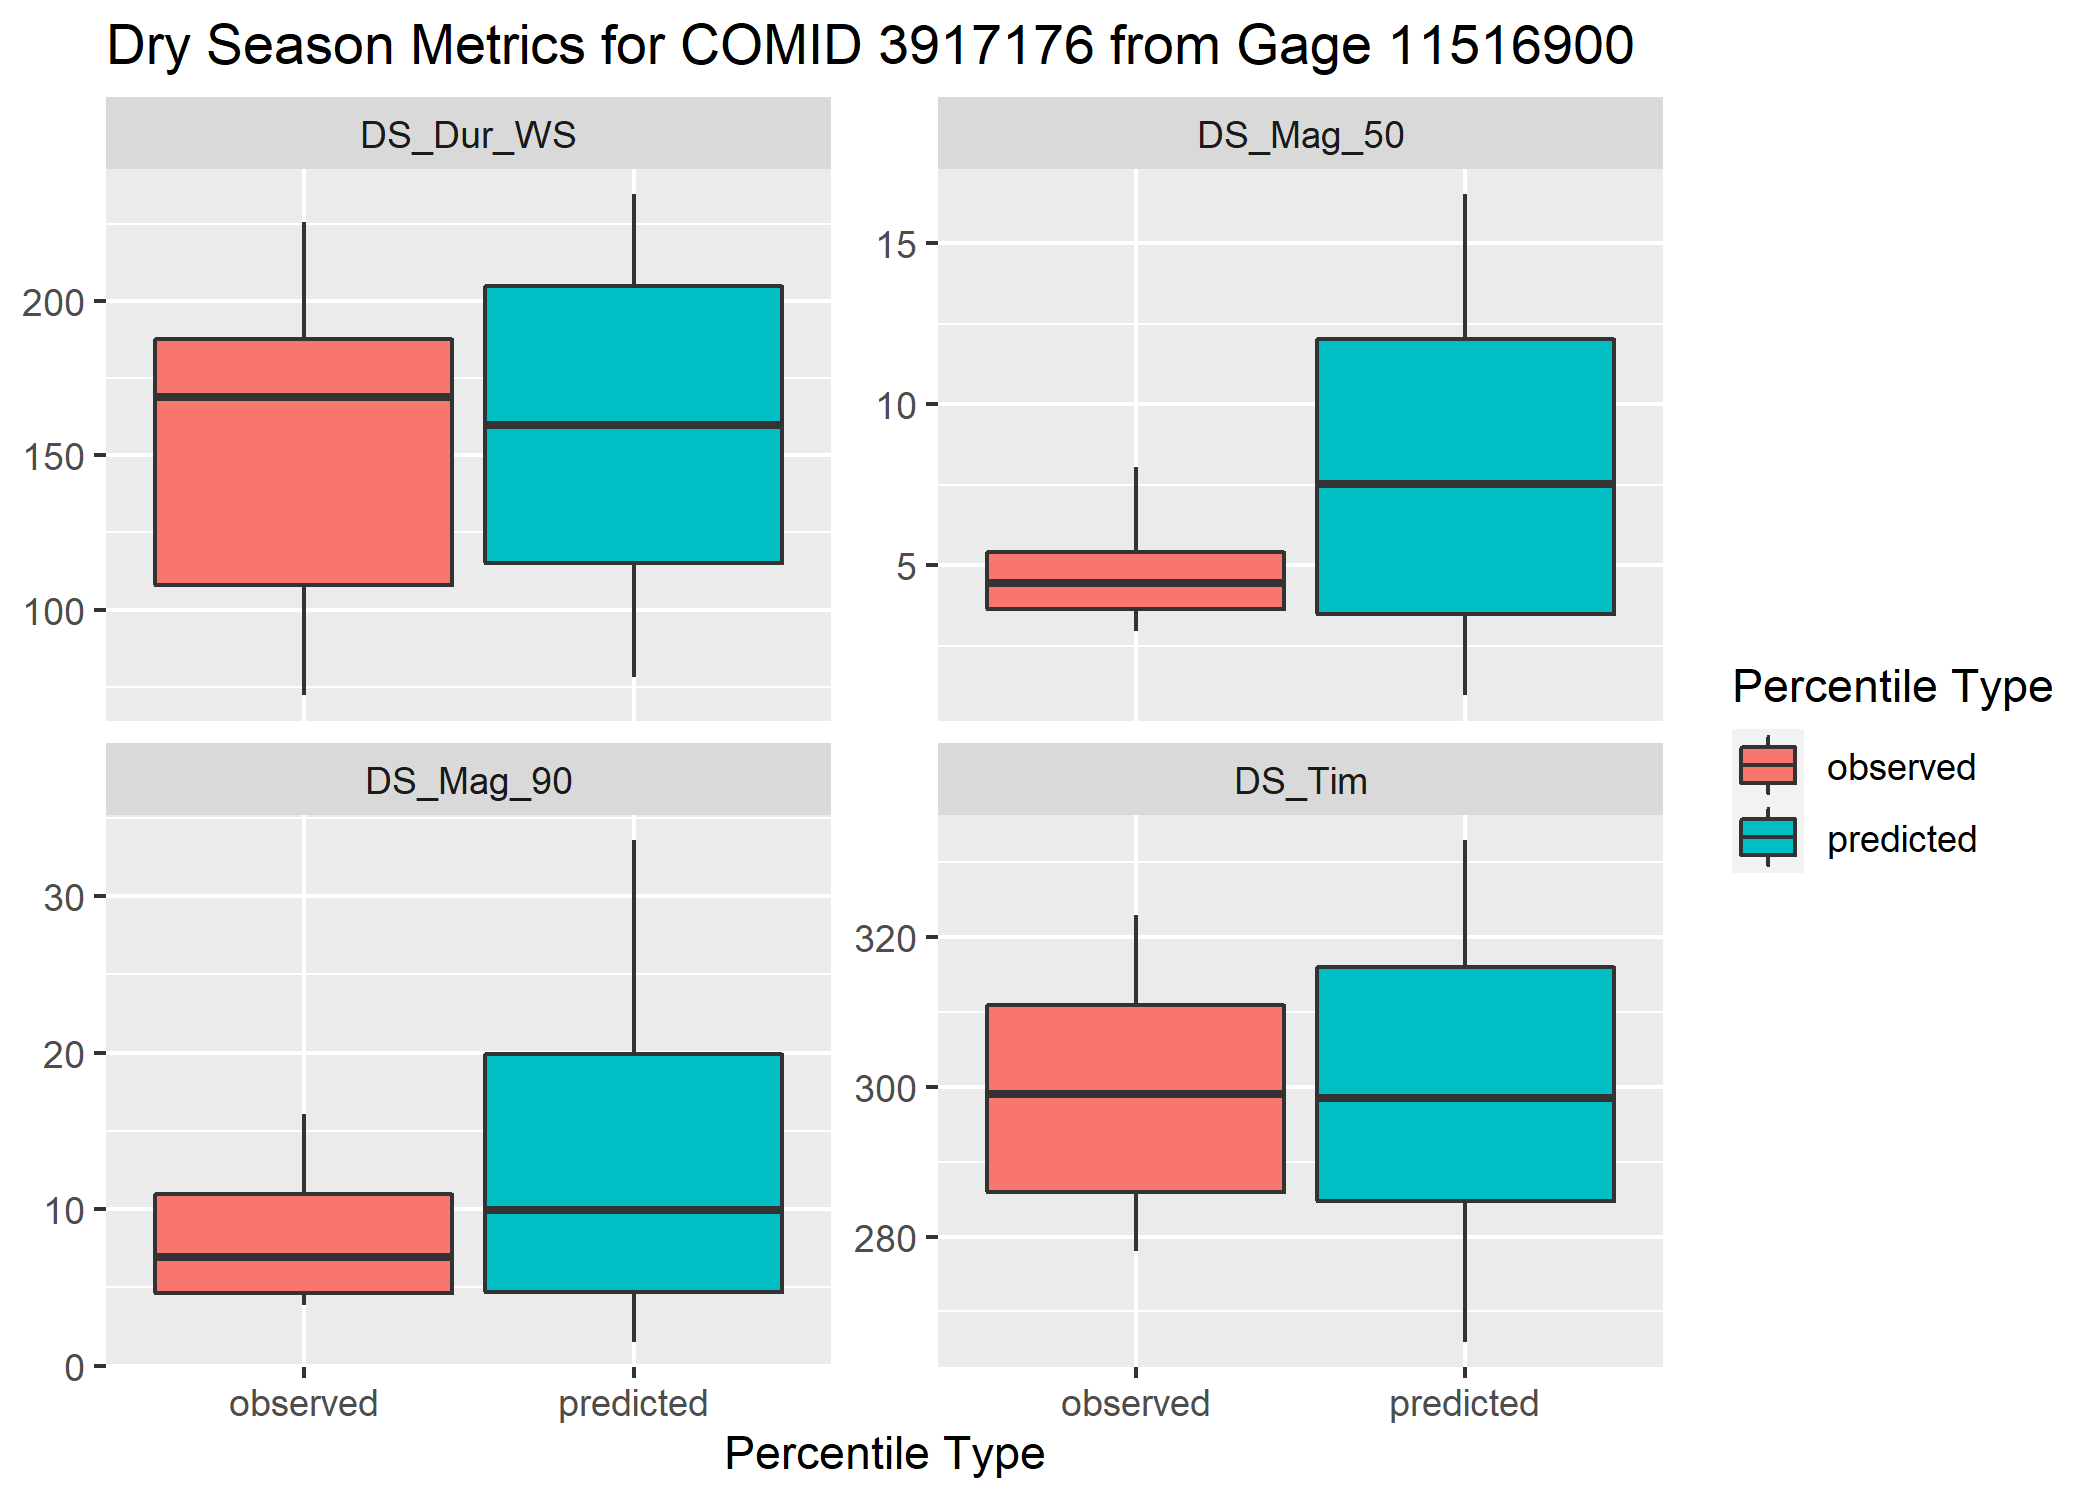 Dry Season Metrics for COMID 3917176 from Gage 11516900
DS_Dur_WS
DS_Mag_50
200
150
100
15
10
5
DS_Mag_90
DS_Tim
30
20
10
0
320
300
280
observed
predicted
observed
predicted
Percentile Type
Percentile Type
observed
predicted